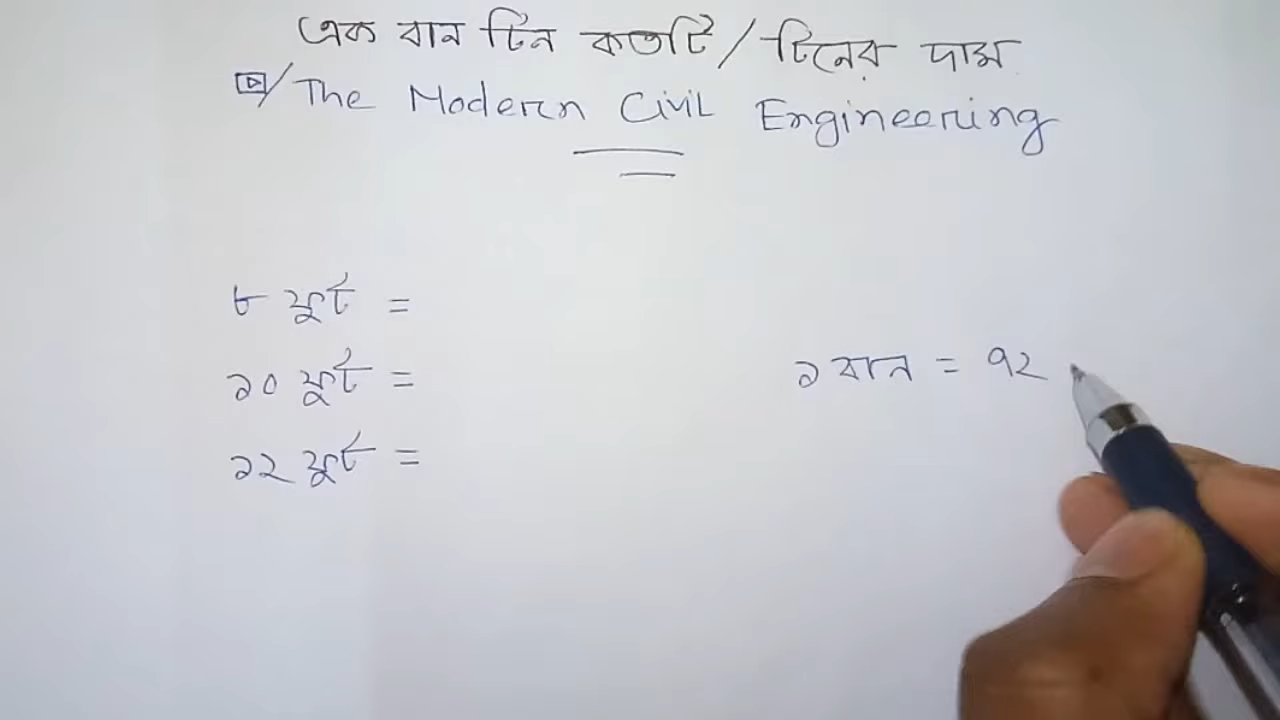 এক বান টিন কতটি / টিনের দাম
/ The Modern Civil Engineering
৮ ফুট =
১০ ফুট =
১২ ফুট =
১ বান = ৭২